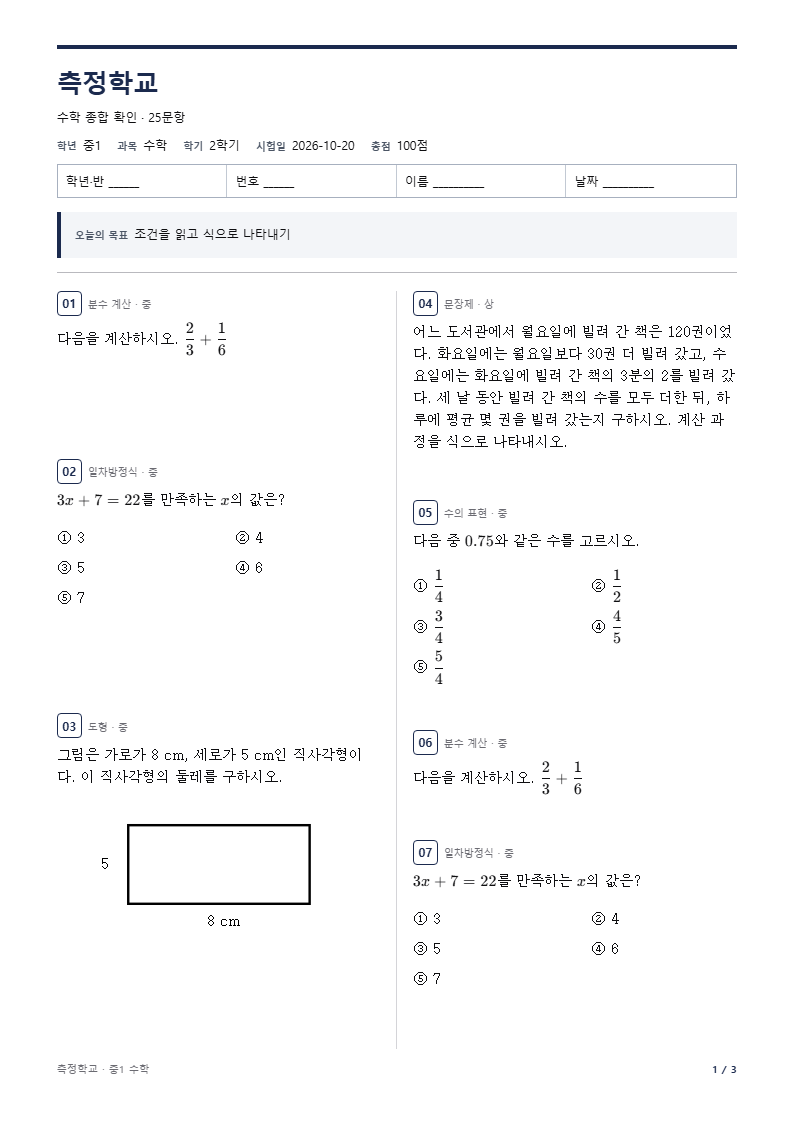 측정학교
수학 종합 확인 · 25문항
학년 중1 과목 수학 학기 2학기 시험일 2026-10-20 총점 100점
학년·반 ______ 번호 ______ 이름 __________ 날짜 __________
오늘의 목표 조건을 읽고 식으로 나타내기
01 분수 계산 · 중
다음을 계산하시오. 2/3 + 1/6
02 일차방정식 · 중
3x + 7 = 22를 만족하는 x의 값은?
① 3 ② 4
③ 5 ④ 6
⑤ 7
03 도형 · 중
그림은 가로가 8 cm, 세로가 5 cm인 직사각형이
다. 이 직사각형의 둘레를 구하시오.
5
8 cm
04 문장제 · 상
어느 도서관에서 월요일에 빌려 간 책은 120권이었
다. 화요일에는 월요일보다 30권 더 빌려 갔고, 수
요일에는 화요일에 빌려 간 책의 3분의 2를 빌려 갔
다. 세 날 동안 빌려 간 책의 수를 모두 더한 뒤, 하
루에 평균 몇 권을 빌려 갔는지 구하시오. 계산 과
정을 식으로 나타내시오.
05 수의 표현 · 중
다음 중 0.75와 같은 수를 고르시오.
① 1/4 ② 1/2
③ 3/4 ④ 4/5
⑤ 5/4
06 분수 계산 · 중
다음을 계산하시오. 2/3 + 1/6
07 일차방정식 · 중
3x + 7 = 22를 만족하는 x의 값은?
① 3 ② 4
③ 5 ④ 6
⑤ 7
측정학교 · 중1 수학
1 / 3